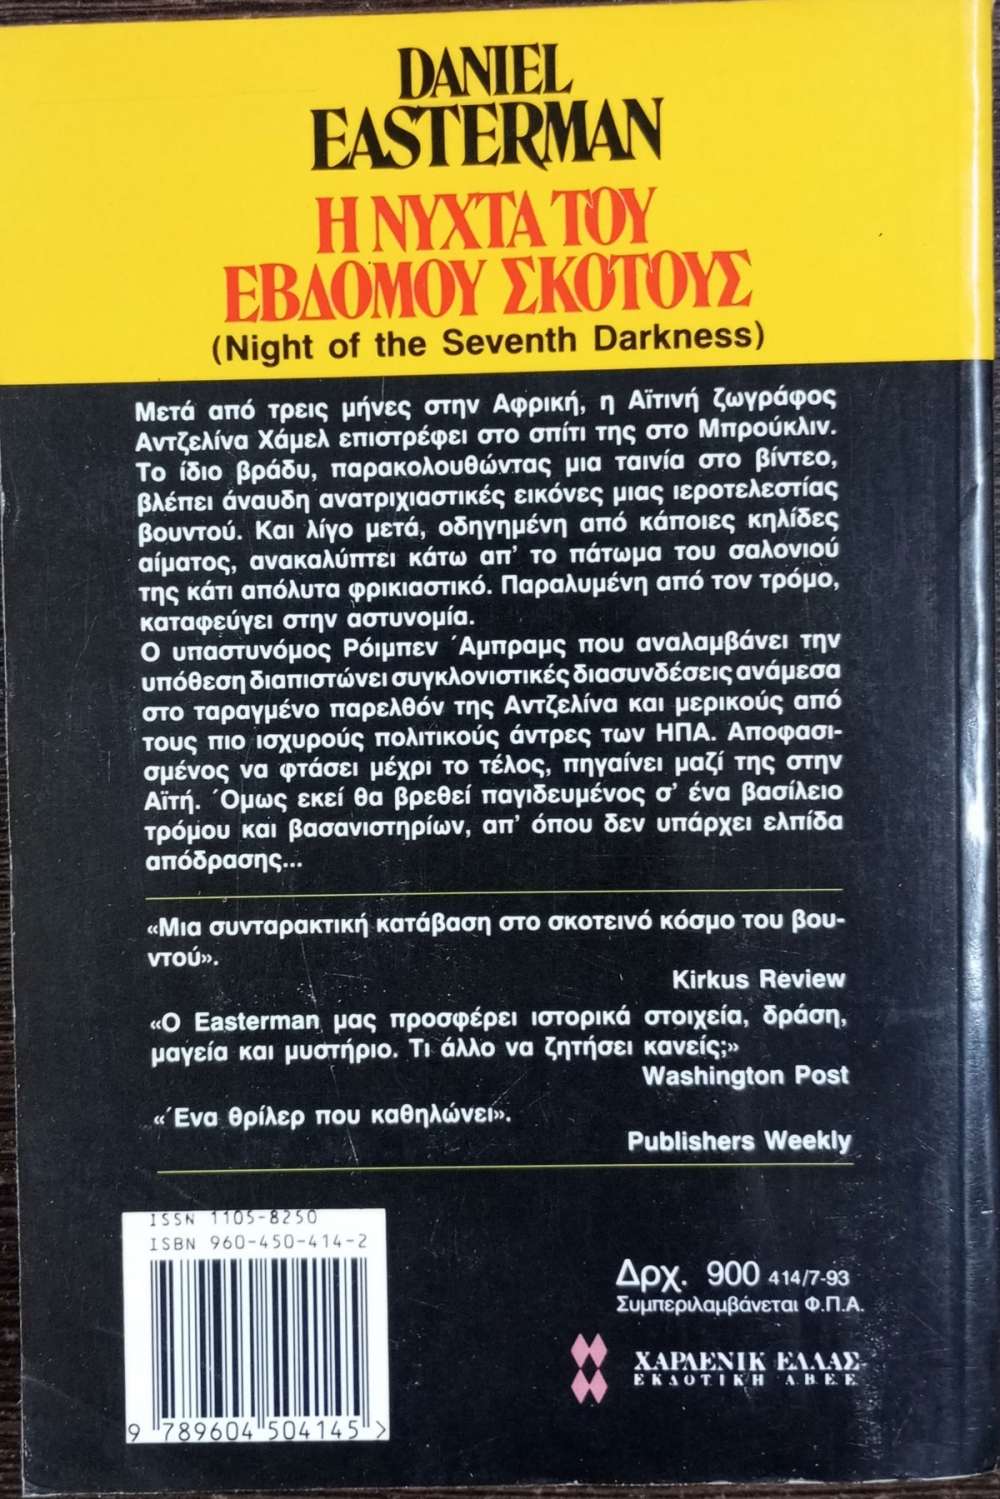 DANIEL
EASTERMAN
Η ΝΥΧΤΑ ΤΟΥ
ΕΒΔΟΜΟΥ ΣΚΟΤΟΥΣ
(Night of the Seventh Darkness)
Μετά από τρεις μήνες στην Αφρική, η Αϊτινή ζωγράφος
Αντζελίνα Χάμελ επιστρέφει στο σπίτι της στο Μπρούκλιν.
Το ίδιο βράδυ, παρακολουθώντας μια ταινία στο βίντεο,
βλέπει άναυδη ανατριχιαστικές εικόνες μιας ιεροτελεστίας
βουντού. Και λίγο μετά, οδηγημένη από κάποιες κηλίδες
αίματος, ανακαλύπτει κάτω απ' το πάτωμα του σαλονιού
της κάτι απόλυτα φρικιαστικό. Παραλυμένη από τον τρόμο,
καταφεύγει στην αστυνομία.
Ο υπαστυνόμος Ρόιμπεν Άμπραμς που αναλαμβάνει την
υπόθεση διαπιστώνει συγκλονιστικές διασυνδέσεις ανάμεσα
στο ταραγμένο παρελθόν της Αντζελίνα και μερικούς από
τους πιο ισχυρούς πολιτικούς άντρες των ΗΠΑ. Αποφασι-
σμένος να φτάσει μέχρι το τέλος, πηγαίνει μαζί της στην
Αϊτή. Όμως εκεί θα βρεθεί παγιδευμένος σ' ένα βασίλειο
τρόμου και βασανιστηρίων, απ' όπου δεν υπάρχει ελπίδα
απόδρασης...
«Μια συνταρακτική κατάβαση στο σκοτεινό κόσμο του βου-
ντού».
Kirkus Review
«Ο Easterman μας προσφέρει ιστορικά στοιχεία, δράση,
μαγεία και μυστήριο. Τι άλλο να ζητήσει κανείς;»
Washington Post
«Ένα θρίλερ που καθηλώνει».
Publishers Weekly
ISSN 1105-8250
ISBN 960-450-414-2
9 789604 504145 >
Δρχ. 900 414/7-93
Συμπεριλαμβάνεται Φ.Π.Α.
ΧΑΡΛΕΝΙΚ ΕΛΛΑΣ
ΕΚΔΟΤΙΚΗ Α.Β.Ε.Ε